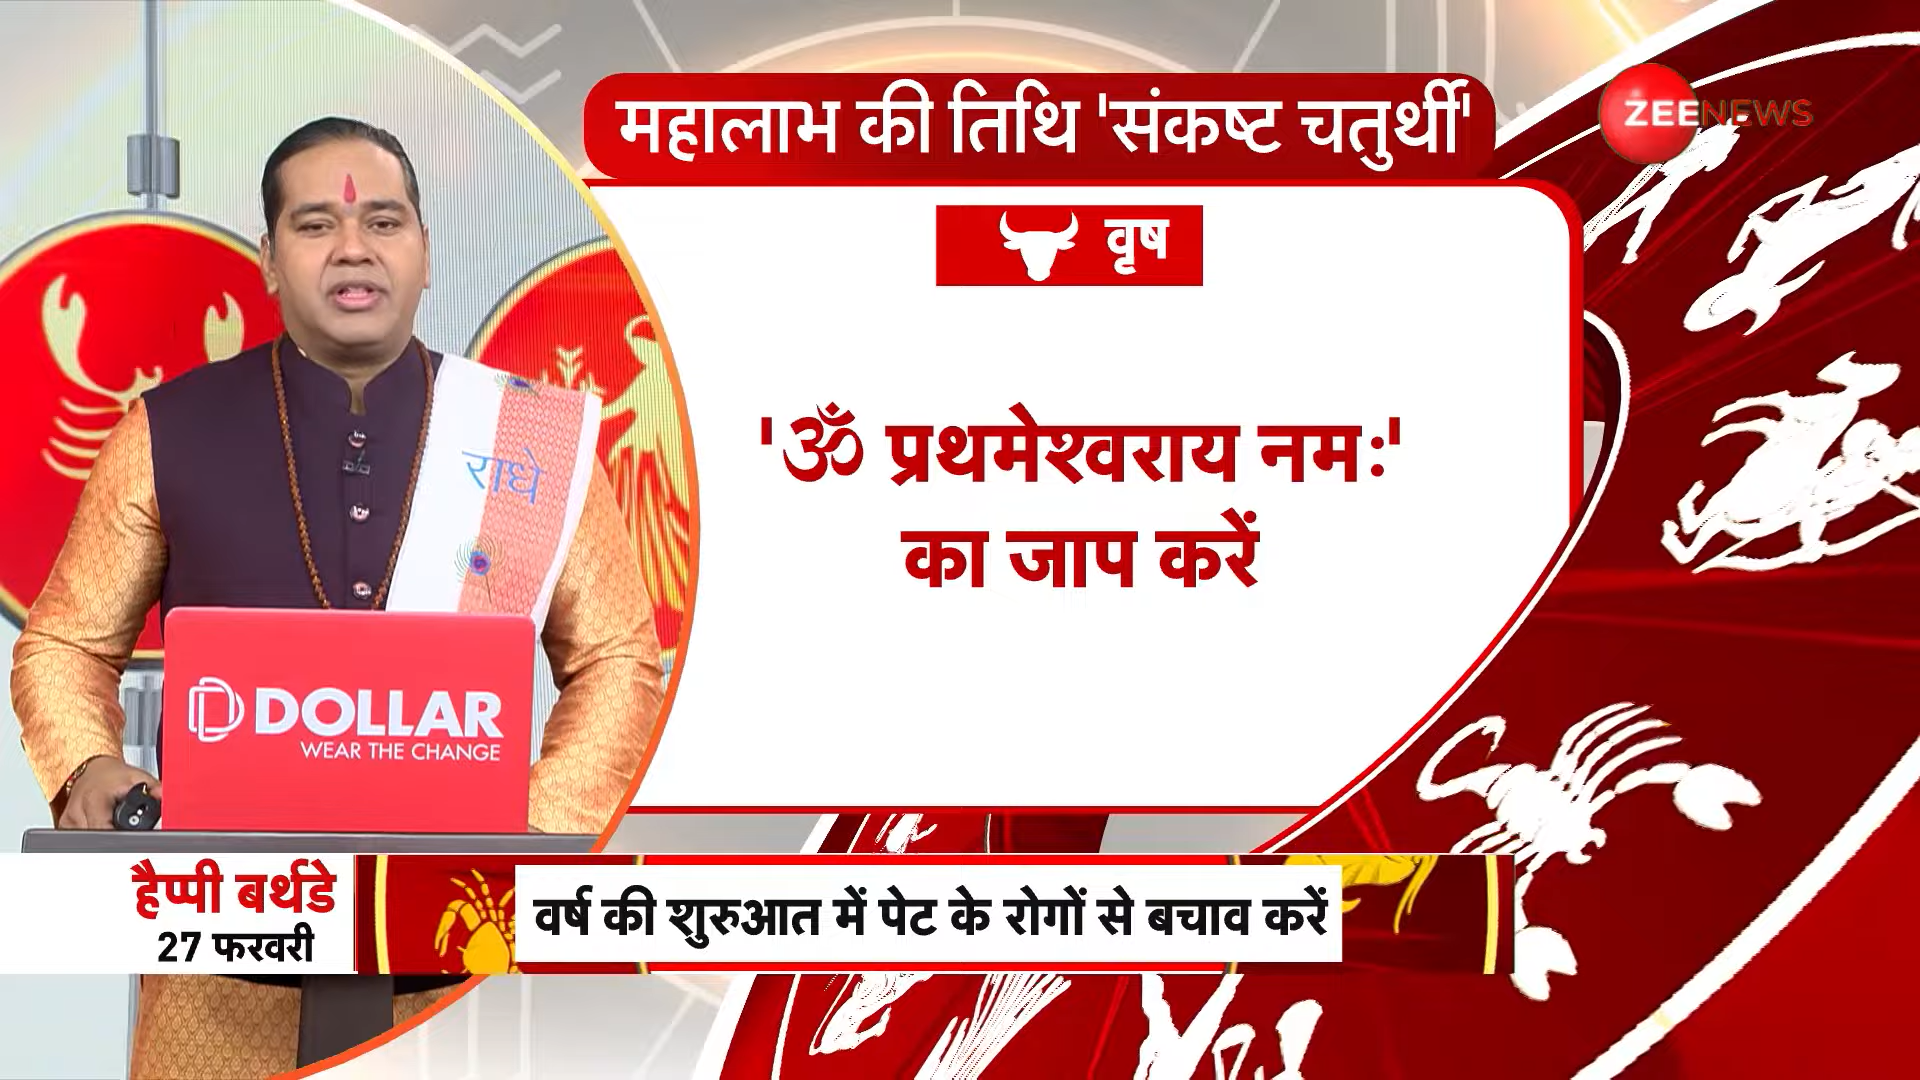 महालाभ की तिथि 'संकष्ट चतुर्थी'
ZEENEWS
वृष
'ॐ प्रथमेश्वराय नमः'
का जाप करें
राधे
DOLLAR
WEAR THE CHANGE
हैप्पी बर्थडे
27 फरवरी
वर्ष की शुरुआत में पेट के रोगों से बचाव करें